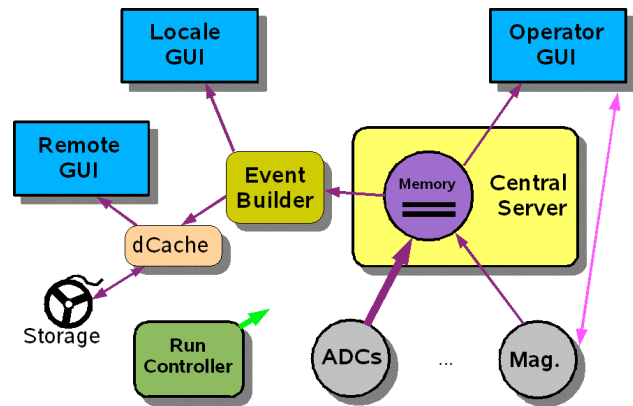 Locale
GUI
Operator
GUI
Remote
GUI
Event
Builder
Memory
Central
Server
dCache
Storage
Run
Controller
ADCs
...
Mag.